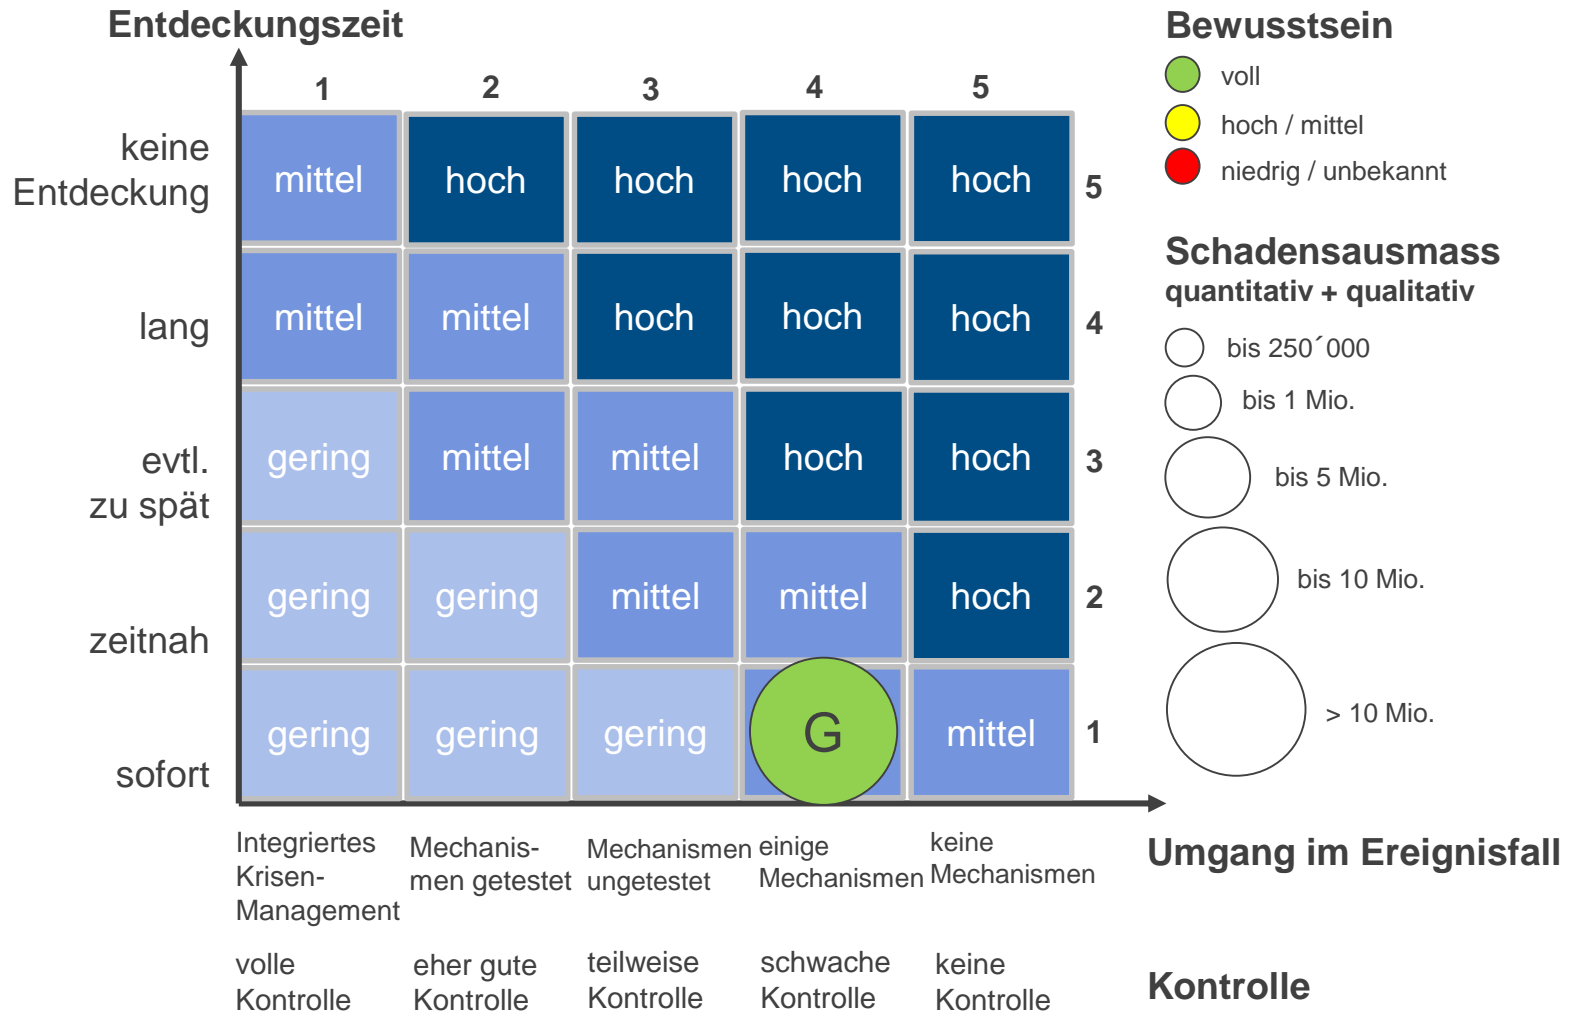 Entdeckungszeit
1 2 3 4 5
keine
Entdeckung
mittel hoch hoch hoch hoch
5
lang
mittel mittel hoch hoch hoch
4
evtl.
zu spät
gering mittel mittel hoch hoch
3
zeitnah
gering gering mittel mittel hoch
2
sofort
gering gering gering G mittel
1
Integriertes
Krisen-
Management
Mechanis-
men getestet
Mechanismen
ungetestet
einige
Mechanismen
keine
Mechanismen
Umgang im Ereignisfall
volle
Kontrolle
eher gute
Kontrolle
teilweise
Kontrolle
schwache
Kontrolle
keine
Kontrolle
Kontrolle
Bewusstsein
voll
hoch / mittel
niedrig / unbekannt
Schadensausmass
quantitativ + qualitativ
bis 250´000
bis 1 Mio.
bis 5 Mio.
bis 10 Mio.
> 10 Mio.